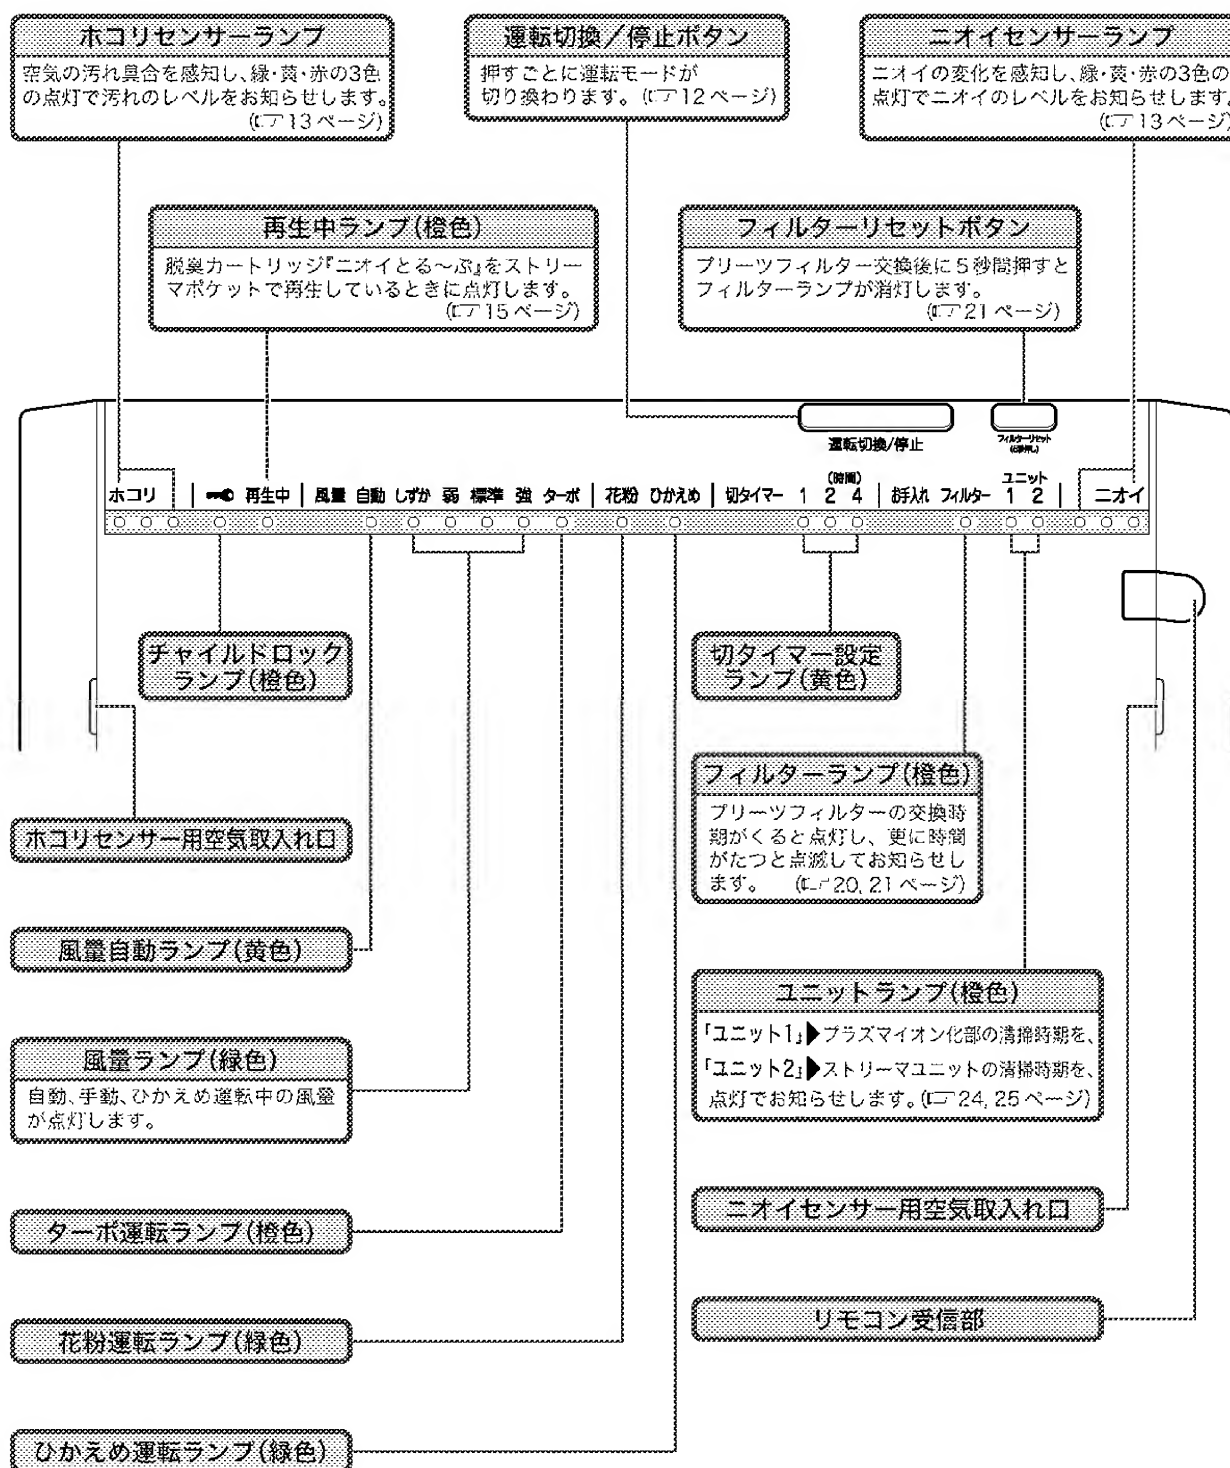 ホコリセンサーランプ
空気の汚れ具合を感知し、緑・黄・赤の3色
の点灯で汚れのレベルをお知らせします。
(☞13ページ)
運転切換／停止ボタン
押すごとに運転モードが
切り換わります。(☞12ページ)
ニオイセンサーランプ
ニオイの変化を感知し、緑・黄・赤の3色の
点灯でニオイのレベルをお知らせします。
(☞13ページ)
再生中ランプ(橙色)
脱臭カートリッジ『ニオイとる〜ぷ』をストリー
マポケットで再生しているときに点灯します。
(☞15ページ)
フィルターリセットボタン
プリーツフィルター交換後に5秒間押すと
フィルターランプが消灯します。
(☞21ページ)
運転切換/停止
フィルターリセット
(5秒押し)
ホコリ 再生中 風量 自動 しずか 弱 標準 強 ターボ 花粉 ひかえめ 切タイマー (時間) 1 2 4 お手入れ フィルター ユニット 1 2 ニオイ
チャイルドロック
ランプ(橙色)
切タイマー設定
ランプ(黄色)
フィルターランプ(橙色)
プリーツフィルターの交換時
期がくると点灯し、更に時間
がたつと点滅してお知らせし
ます。 (☞20, 21ページ)
ホコリセンサー用空気取入れ口
風量自動ランプ(黄色)
ユニットランプ(橙色)
「ユニット1」▶プラズマイオン化部の清掃時期を、
「ユニット2」▶ストリーマユニットの清掃時期を、
点灯でお知らせします。(☞24, 25ページ)
風量ランプ(緑色)
自動、手動、ひかえめ運転中の風量
が点灯します。
ニオイセンサー用空気取入れ口
ターボ運転ランプ(橙色)
リモコン受信部
花粉運転ランプ(緑色)
ひかえめ運転ランプ(緑色)